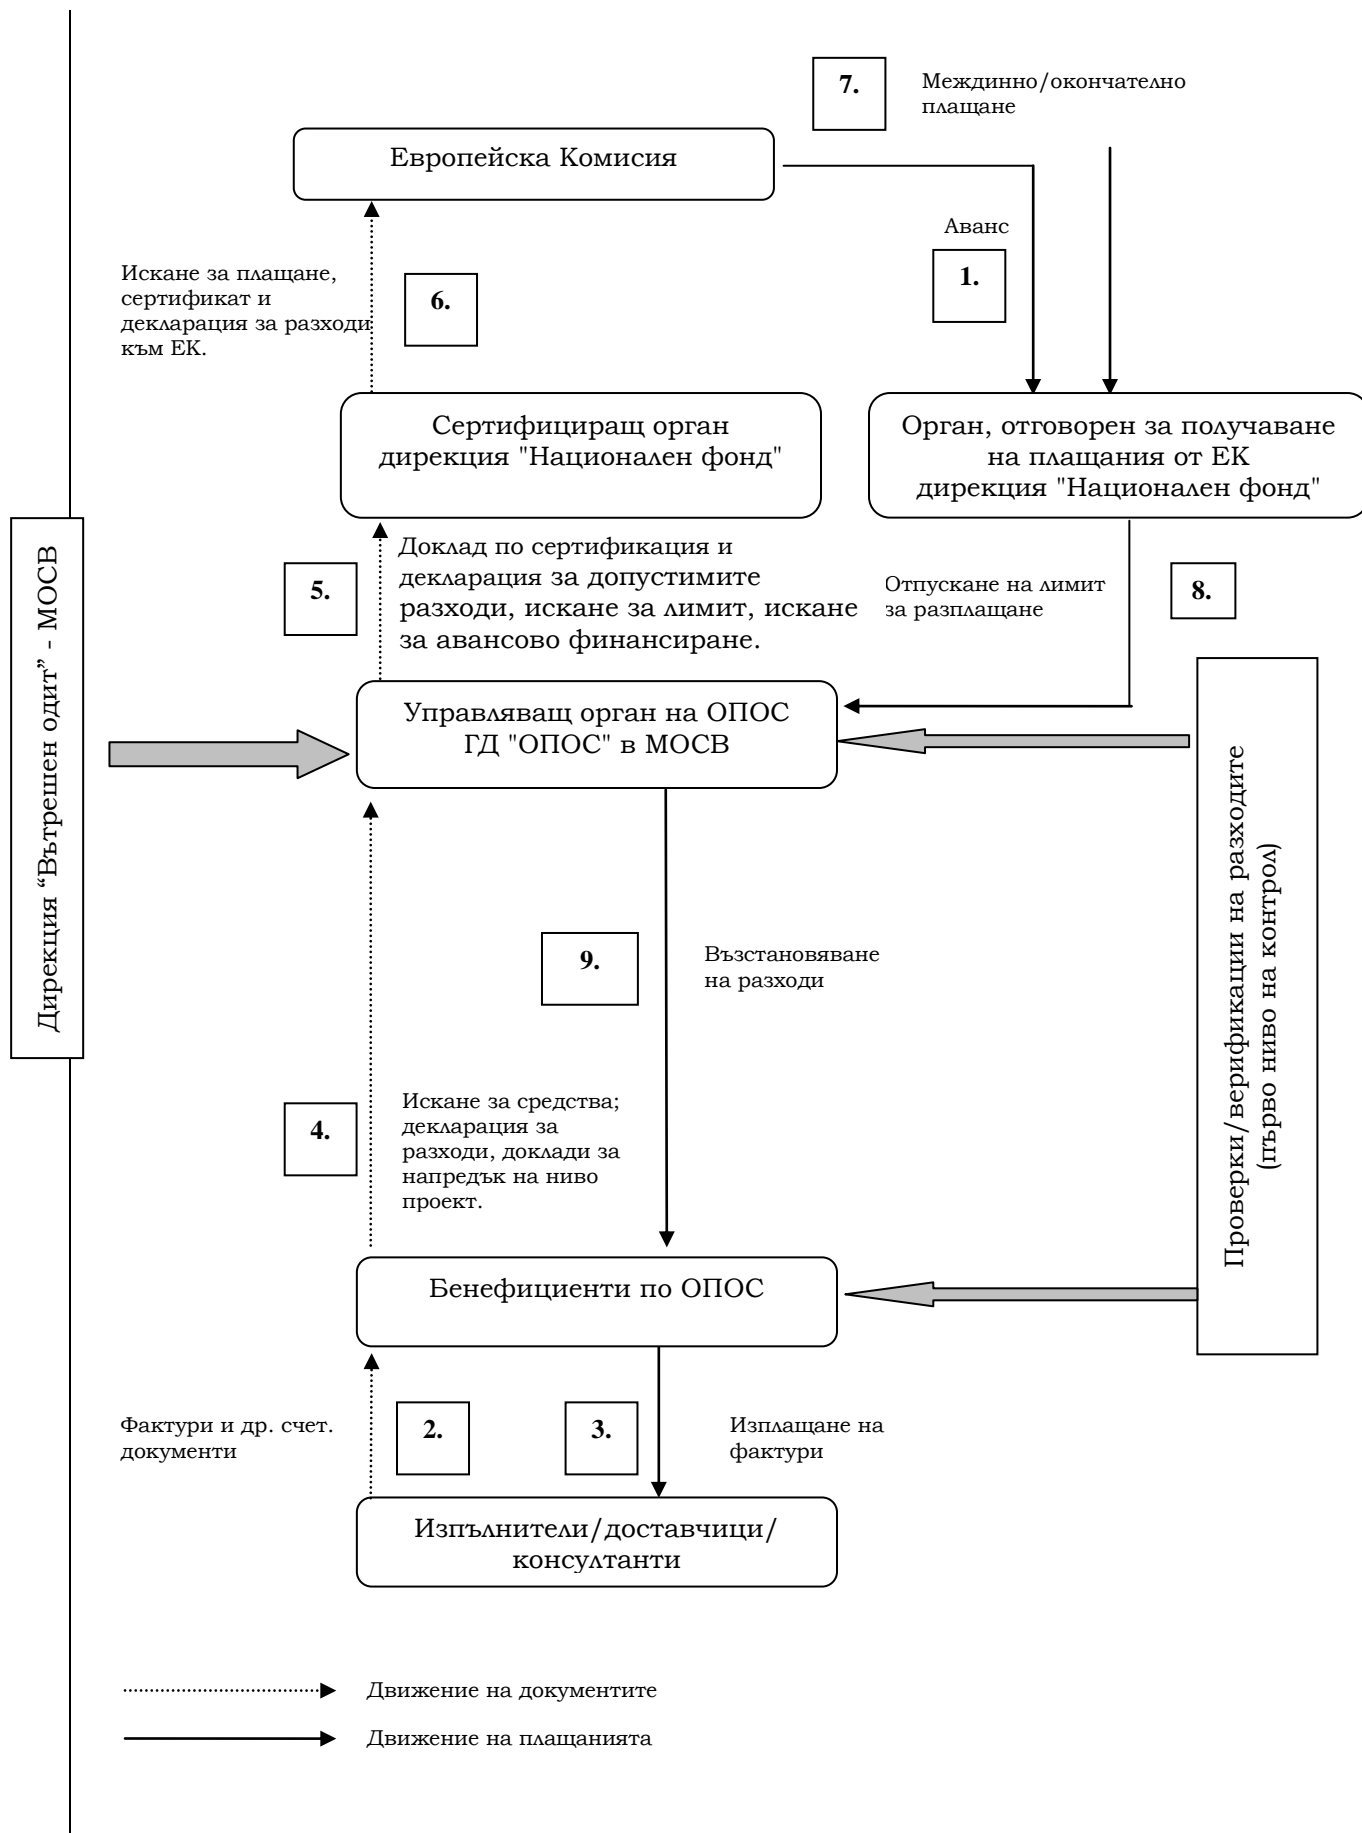 7.
Междинно/окончателно
плащане
Европейска Комисия
Аванс
1.
Искане за плащане,
сертификат и
декларация за разходи
към ЕК.
6.
Сертифициращ орган
дирекция "Национален фонд"
Орган, отговорен за получаване
на плащания от ЕК
дирекция "Национален фонд"
Дирекция “Вътрешен одит” - МОСВ
5.
Доклад по сертификация и
декларация за допустимите
разходи, искане за лимит, искане
за авансово финансиране.
Отпускане на лимит
за разплащане
8.
Управляващ орган на ОПОС
ГД "ОПОС" в МОСВ
Проверки/верификации на разходите
(първо ниво на контрол)
9.
Възстановяване
на разходи
4.
Искане за средства;
декларация за
разходи, доклади за
напредък на ниво
проект.
Бенефициенти по ОПОС
Фактури и др. счет.
документи
2.
3.
Изплащане на
фактури
Изпълнители/доставчици/
консултанти
Движение на документите
Движение на плащанията